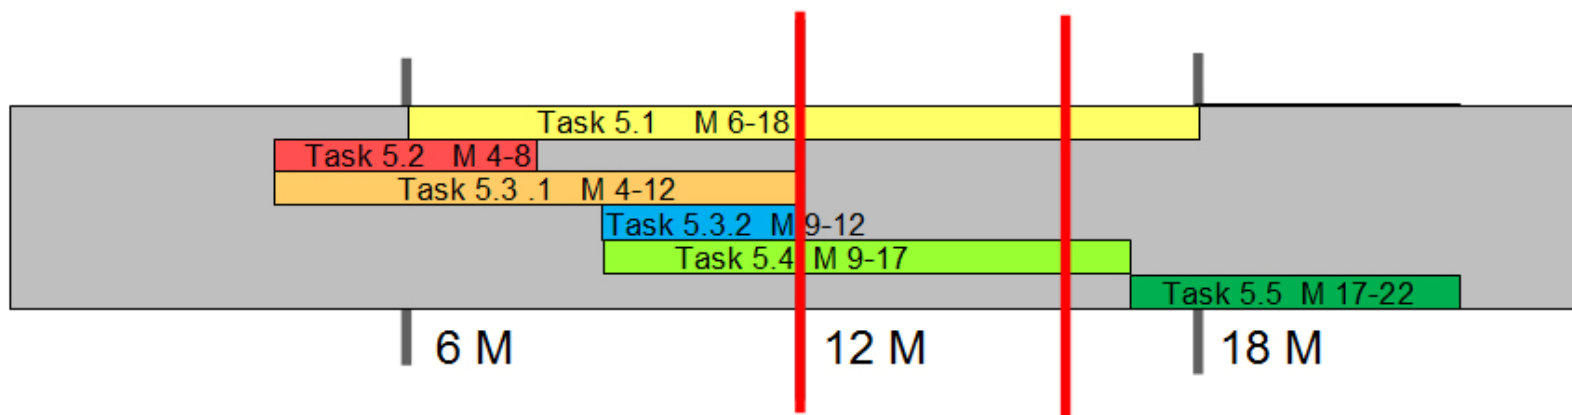 Task 5.1 M 6-18
Task 5.2 M 4-8
Task 5.3 .1 M 4-12
Task 5.3.2 M 9-12
Task 5.4 M 9-17
Task 5.5 M 17-22
6 M
12 M
18 M